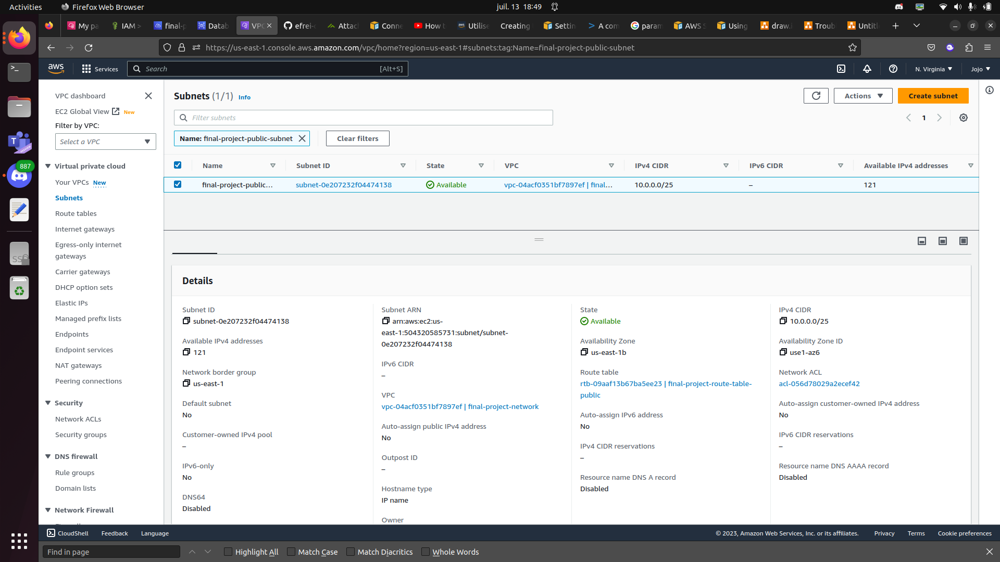 Activities
Firefox Web Browser
juil. 13 18:49
My pa
IAM >
final-p
Datab
VPC
efrei-c
Attach
Conne
How t
Utilise
Creating
Settin
A com
param
AWS S
Using
draw.i
Troub
Untitl
https://us-east-1.console.aws.amazon.com/vpc/home?region=us-east-1#subnets:tag:Name=final-project-public-subnet
aws
Services
Search
[Alt+S]
N. Virginia
Jojo
887
VPC dashboard
EC2 Global View New
Filter by VPC:
Select a VPC
Virtual private cloud
Your VPCs New
Subnets
Route tables
Internet gateways
Egress-only internet
gateways
Carrier gateways
DHCP option sets
Elastic IPs
Managed prefix lists
Endpoints
Endpoint services
NAT gateways
Peering connections
Security
Network ACLs
Security groups
DNS firewall
Rule groups
Domain lists
Network Firewall
Subnets (1/1) Info
Actions
Create subnet
Filter subnets
1
Name: final-project-public-subnet
Clear filters
Name
Subnet ID
State
VPC
IPv4 CIDR
IPv6 CIDR
Available IPv4 addresses
final-project-public…
subnet-0e207232f04474138
Available
vpc-04acf0351bf7897ef | final…
10.0.0.0/25
–
121
Details
Subnet ID
subnet-0e207232f04474138
Available IPv4 addresses
121
Network border group
us-east-1
Default subnet
No
Customer-owned IPv4 pool
–
IPv6-only
No
DNS64
Disabled
Subnet ARN
arn:aws:ec2:us-
east-1:504320585731:subnet/subnet-
0e207232f04474138
IPv6 CIDR
–
VPC
vpc-04acf0351bf7897ef | final-project-network
Auto-assign public IPv4 address
No
Outpost ID
–
Hostname type
IP name
Owner
State
Available
Availability Zone
us-east-1b
Route table
rtb-09aaf13b67ba5ee23 | final-project-route-table-
public
Auto-assign IPv6 address
No
IPv4 CIDR reservations
–
Resource name DNS A record
Disabled
IPv4 CIDR
10.0.0.0/25
Availability Zone ID
use1-az6
Network ACL
acl-056d78029a2ecef42
Auto-assign customer-owned IPv4 address
No
IPv6 CIDR reservations
–
Resource name DNS AAAA record
Disabled
CloudShell
Feedback
Language
© 2023, Amazon Web Services, Inc. or its affiliates.
Privacy
Terms
Cookie preferences
Find in page
Highlight All
Match Case
Match Diacritics
Whole Words